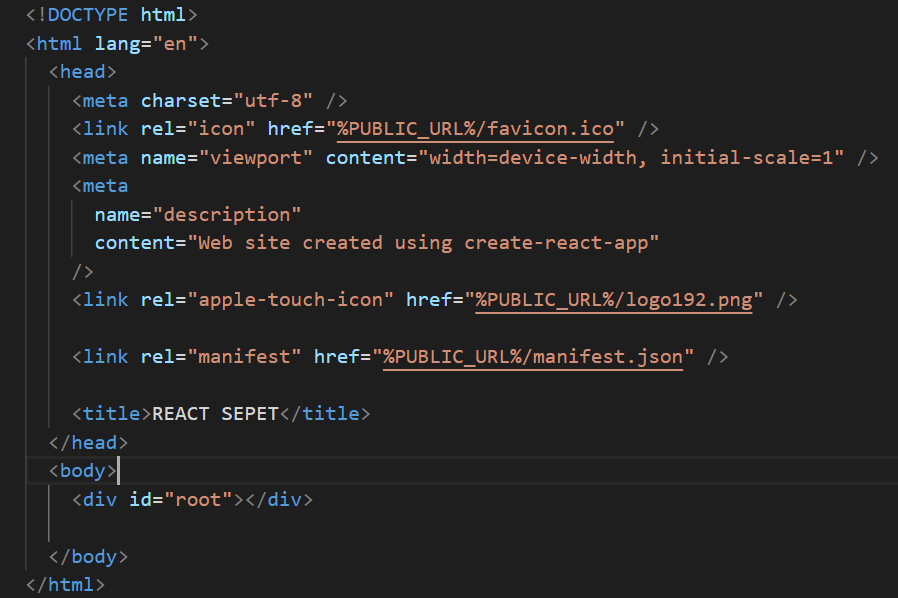 <!DOCTYPE html>
<html lang="en">
  <head>
    <meta charset="utf-8" />
    <link rel="icon" href="%PUBLIC_URL%/favicon.ico" />
    <meta name="viewport" content="width=device-width, initial-scale=1" />
    <meta
      name="description"
      content="Web site created using create-react-app"
    />
    <link rel="apple-touch-icon" href="%PUBLIC_URL%/logo192.png" />

    <link rel="manifest" href="%PUBLIC_URL%/manifest.json" />

    <title>REACT SEPET</title>
  </head>
  <body>
    <div id="root"></div>

  </body>
</html>